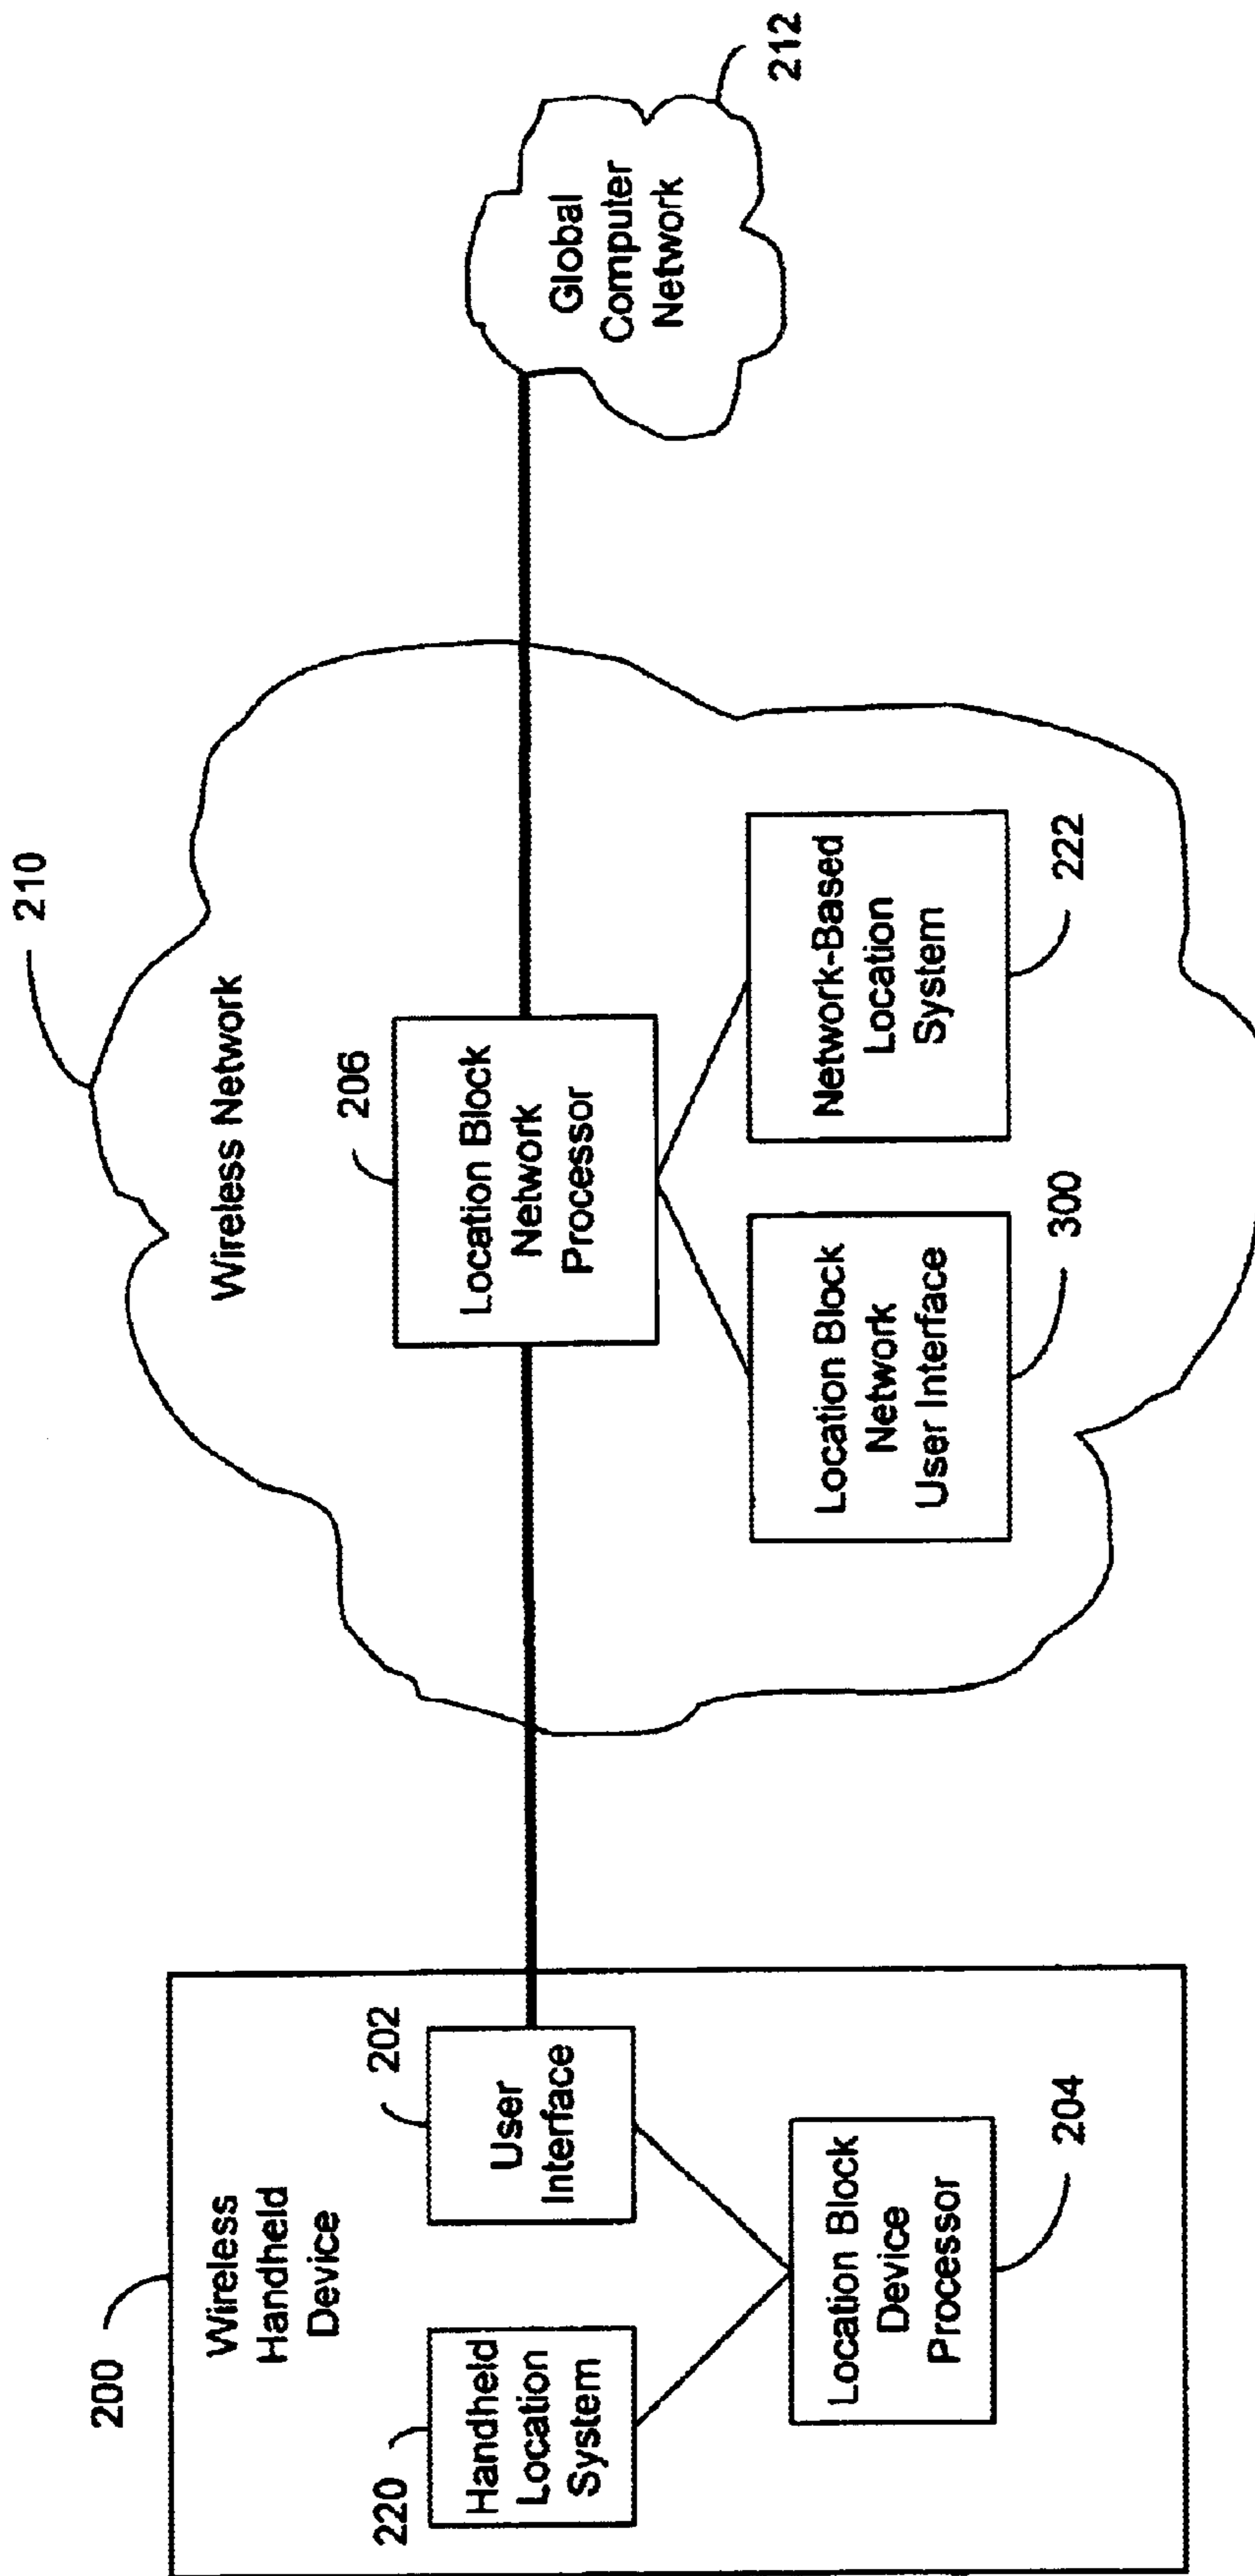 200
Wireless
Handheld
Device
220
Handheld
Location
System
202
User
Interface
Location Block
Device
Processor
204
210
Wireless Network
206
Location Block
Network
Processor
Location Block
Network
User Interface
300
Network-Based
Location
System
222
Global
Computer
Network
212